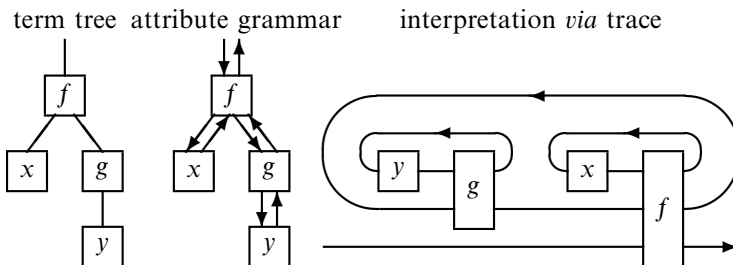 term tree attribute grammar interpretation via trace
f f
x g x g y g x f
y y